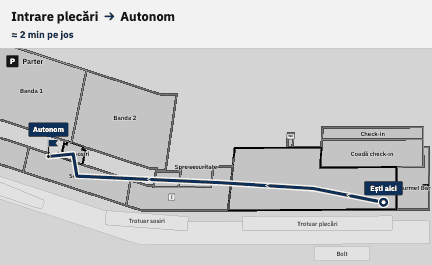 Intrare plecări → Autonom
≈ 2 min pe jos
P Parter
Banda 1
Banda 2
Autonom
Check-in
Coadă check-in
Spre securitate
Ești aici
Trotuar sosiri
Trotuar plecări
Bolt